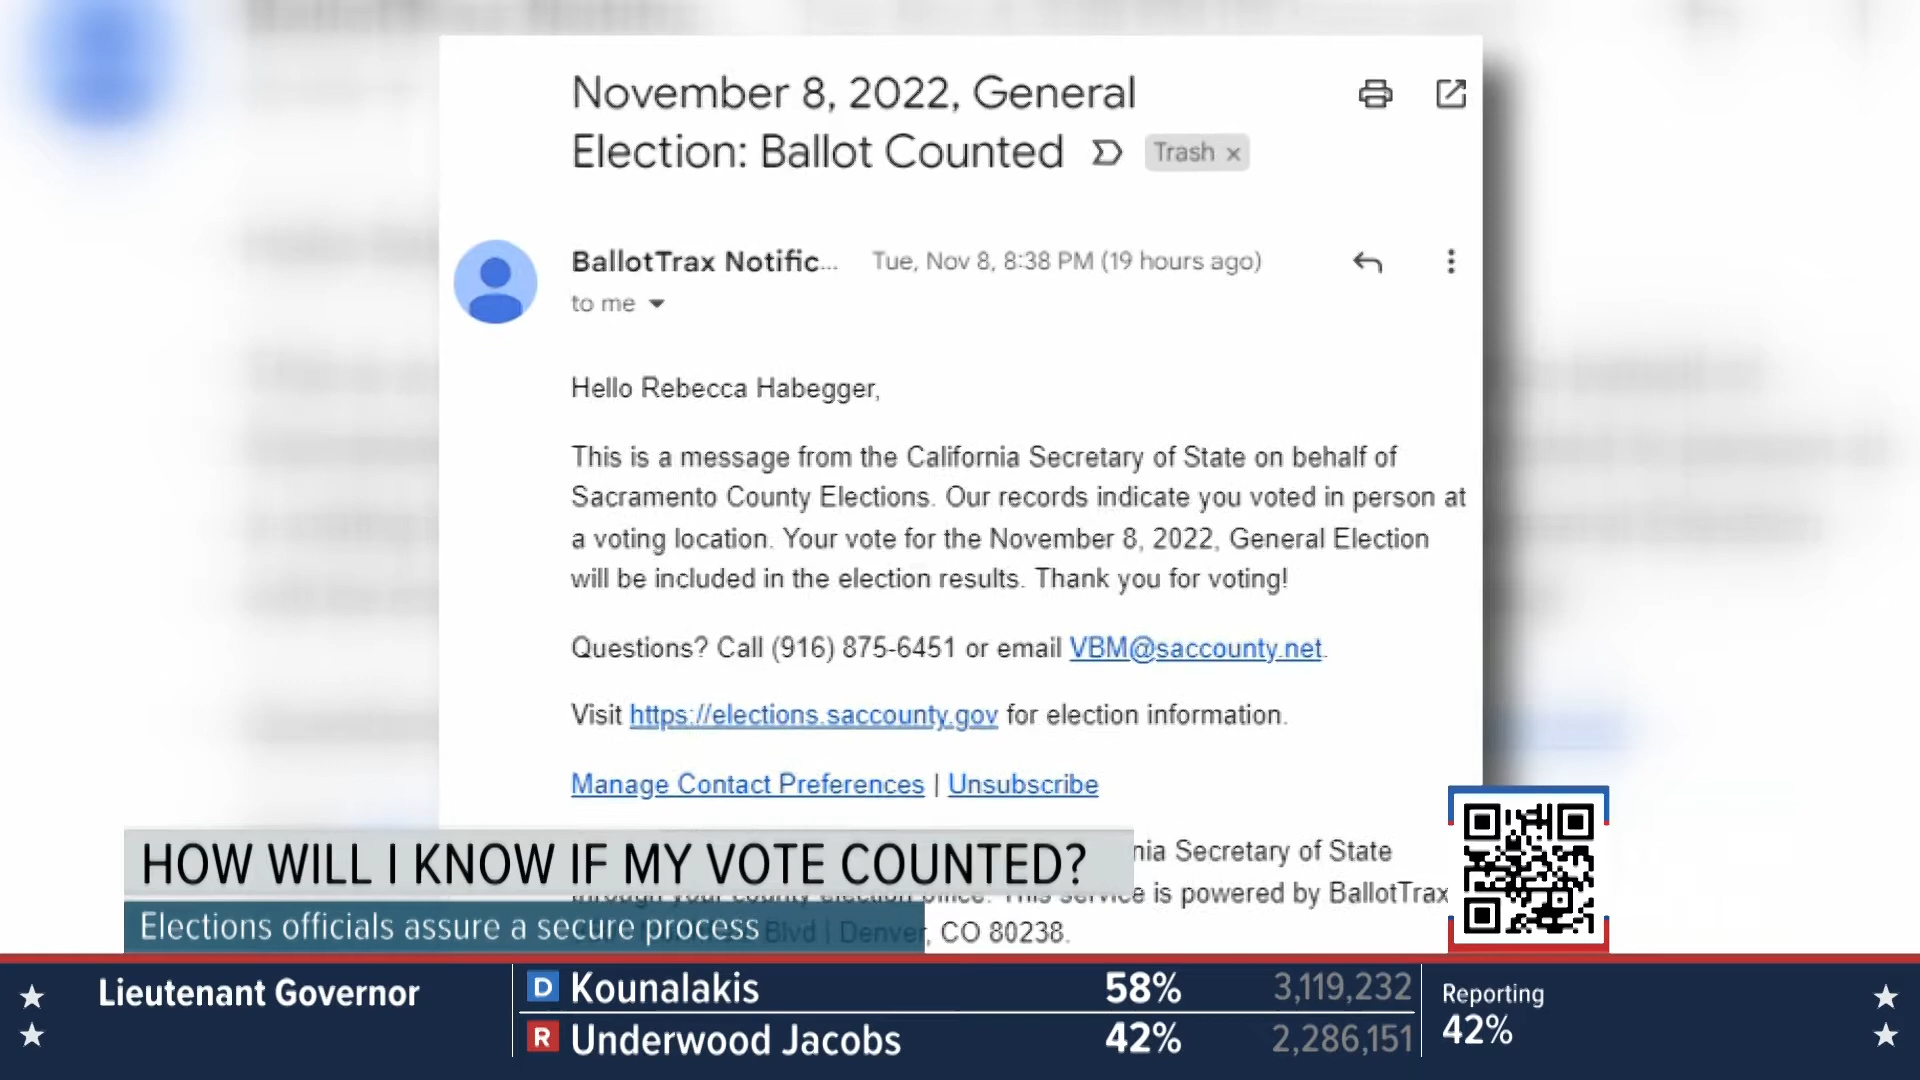 November 8, 2022, General
Election: Ballot Counted Trash x
BallotTrax Notific... Tue, Nov 8, 8:38 PM (19 hours ago)
to me
Hello Rebecca Habegger,
This is a message from the California Secretary of State on behalf of
Sacramento County Elections. Our records indicate you voted in person at
a voting location. Your vote for the November 8, 2022, General Election
will be included in the election results. Thank you for voting!
Questions? Call (916) 875-6451 or email VBM@saccounty.net.
Visit https://elections.saccounty.gov for election information.
Manage Contact Preferences | Unsubscribe
Secretary of State
through your county election office. This service is powered by BallotTrax
Blvd | Denver, CO 80238.
HOW WILL I KNOW IF MY VOTE COUNTED?
Elections officials assure a secure process
Lieutenant Governor
D Kounalakis 58% 3,119,232
R Underwood Jacobs 42% 2,286,151
Reporting
42%